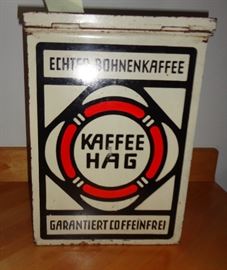 ECHTER BOHNENKAFFEE
KAFFEE
HAG
GARANTIERT COFFEINFREI